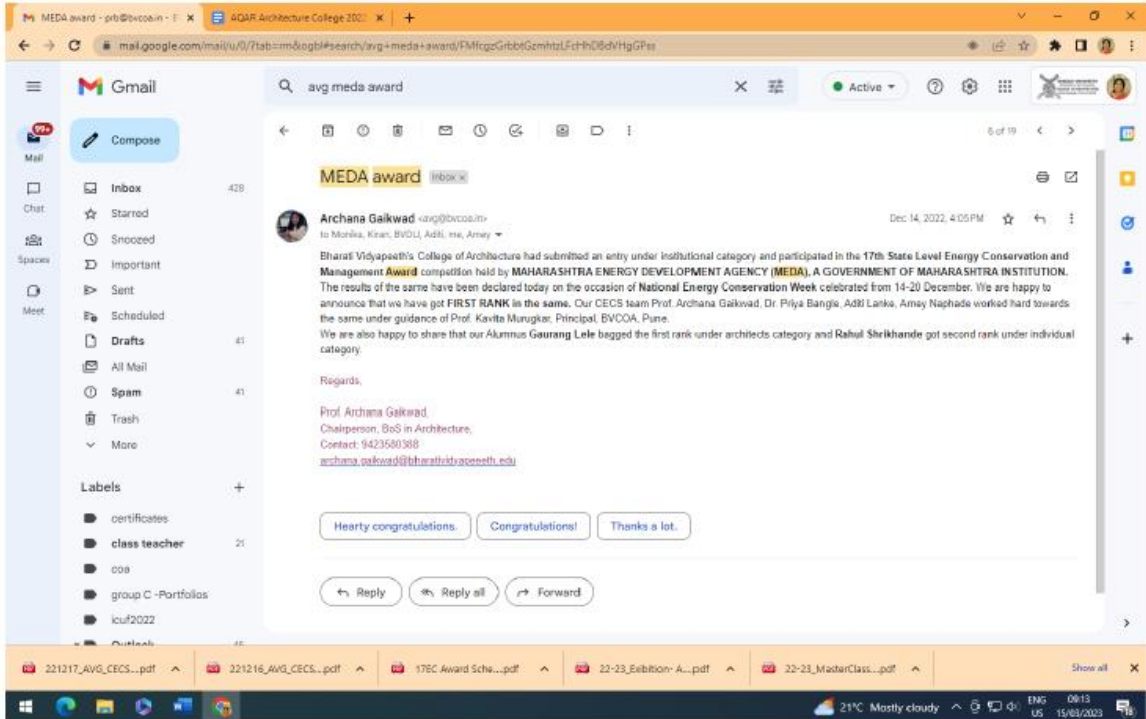 MEDA award - prb@bvcoa.in - B
AQAR Architecture College 2022
mail.google.com/mail/u/0/?tab=rm&ogbl#search/avg+meda+award/
Gmail
avg meda award
Active
99+
Mail
Compose
6 of 19
MEDA award Inbox x
Chat
Spaces
Meet
Inbox 428
Starred
Snoozed
Important
Sent
Scheduled
Drafts 41
All Mail
Spam 41
Trash
More
Archana Gaikwad <avg@bvcoa.in>
Dec 14, 2022, 4:05 PM
to Monika, Kiran, BVDU, Aditi, me, Amey
Bharati Vidyapeeth's College of Architecture had submitted an entry under institutional category and participated in the 17th State Level Energy Conservation and
Management Award competition held by MAHARASHTRA ENERGY DEVELOPMENT AGENCY (MEDA), A GOVERNMENT OF MAHARASHTRA INSTITUTION.
The results of the same have been declared today on the occasion of National Energy Conservation Week celebrated from 14-20 December. We are happy to
announce that we have got FIRST RANK in the same. Our CECS team Prof. Archana Gaikwad, Dr. Priya Bangle, Aditi Lanke, Amey Naphade worked hard towards
the same under guidance of Prof. Kavita Murugkar, Principal, BVCOA, Pune.
We are also happy to share that our Alumnus Gaurang Lele bagged the first rank under architects category and Rahul Shrikhande got second rank under individual
category.
Regards,
Prof. Archana Gaikwad,
Chairperson, BoS in Architecture,
Contact: 9423580388
archana.gaikwad@bharatividyapeeeth.edu
Labels
certificates
class teacher 21
coa
group C -Portfolios
icuf2022
Outlook
Hearty congratulations.
Congratulations!
Thanks a lot.
Reply
Reply all
Forward
221217_AVG_CECS....pdf
221216_AVG_CECS....pdf
17EC Award Sche....pdf
22-23_Exibition- A....pdf
22-23_MasterClass....pdf
Show all
21°C Mostly cloudy
ENG
US
09:13
15/03/2023